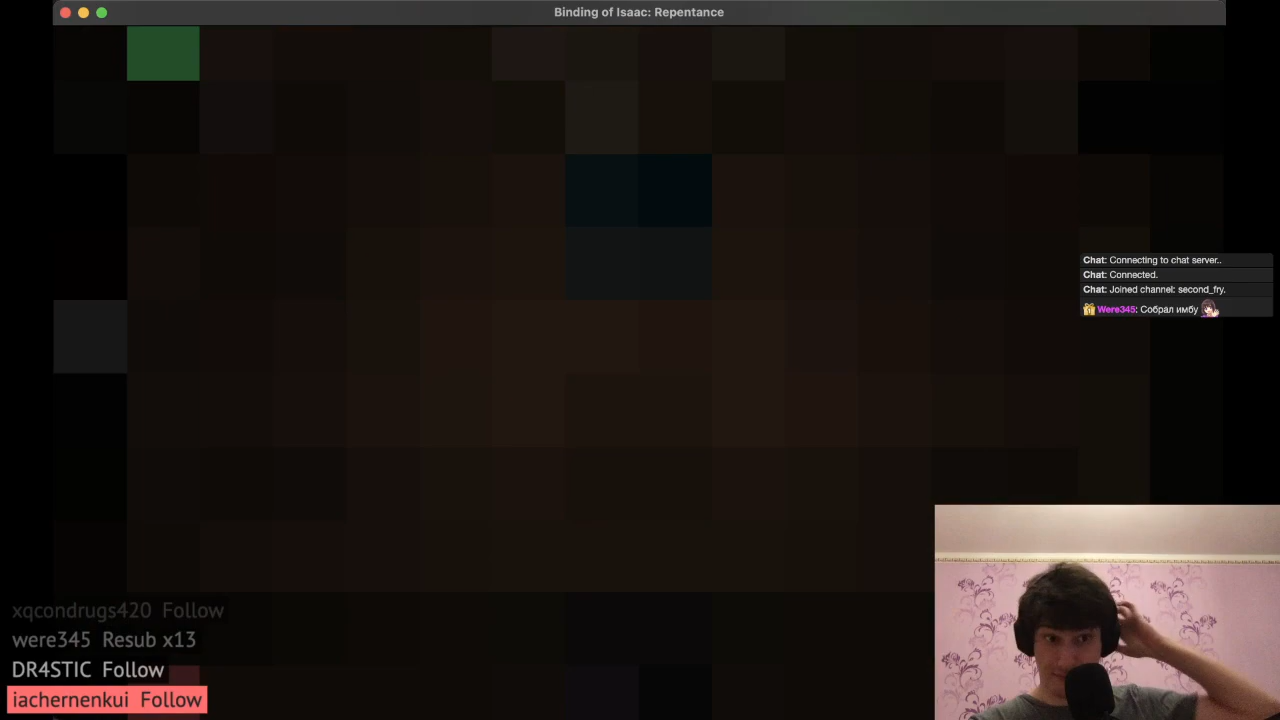 Binding of Isaac: Repentance
Chat: Connecting to chat server..
Chat: Connected.
Chat: Joined channel: second_fry.
Were345: Собрал имбу
xqcondrugs420 Follow
were345 Resub x13
DR4STIC Follow
iachernenkui Follow